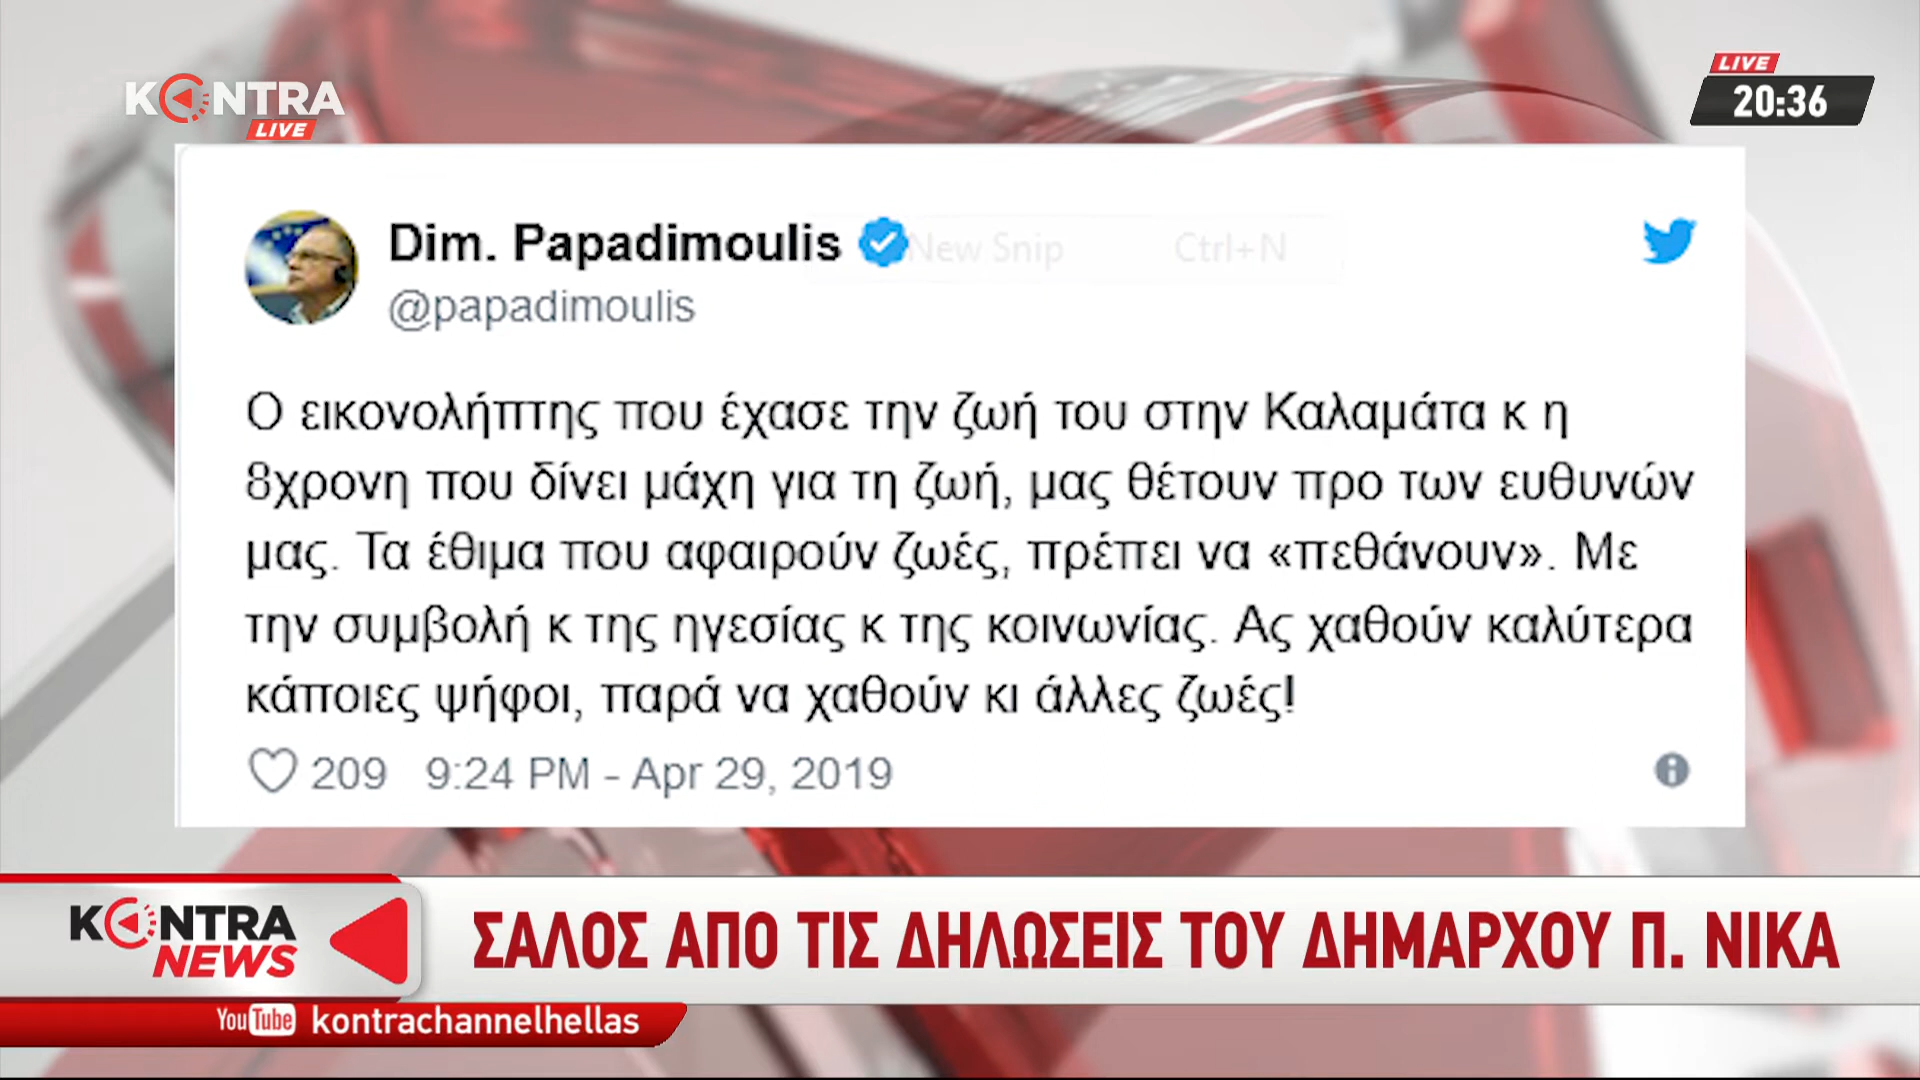 KONTRA
LIVE
LIVE
20:36
Dim. Papadimoulis
New Snip Ctrl+N
@papadimoulis
Ο εικονολήπτης που έχασε την ζωή του στην Καλαμάτα κ η
8χρονη που δίνει μάχη για τη ζωή, μας θέτουν προ των ευθυνών
μας. Τα έθιμα που αφαιρούν ζωές, πρέπει να «πεθάνουν». Με
την συμβολή κ της ηγεσίας κ της κοινωνίας. Ας χαθούν καλύτερα
κάποιες ψήφοι, παρά να χαθούν κι άλλες ζωές!
209 9:24 PM - Apr 29, 2019
KONTRA
NEWS
ΣΑΛΟΣ ΑΠΟ ΤΙΣ ΔΗΛΩΣΕΙΣ ΤΟΥ ΔΗΜΑΡΧΟΥ Π. ΝΙΚΑ
YouTube kontrachannelhellas